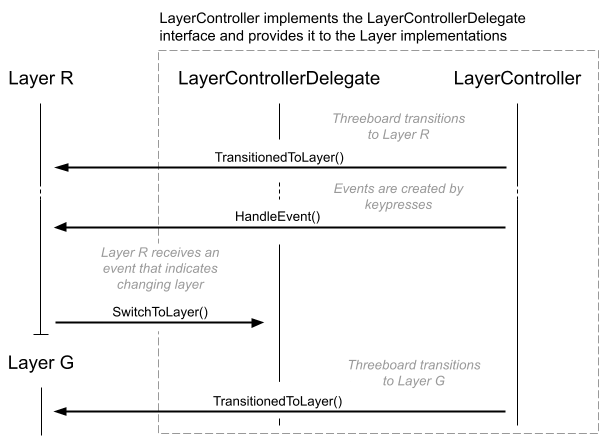 LayerController implements the LayerControllerDelegate
interface and provides it to the Layer implementations
Layer R
LayerControllerDelegate
LayerController
Threeboard transitions
to Layer R
TransitionedToLayer()
Events are created by
keypresses
HandleEvent()
Layer R receives an
event that indicates
changing layer
SwitchToLayer()
Layer G
Threeboard transitions
to Layer G
TransitionedToLayer()